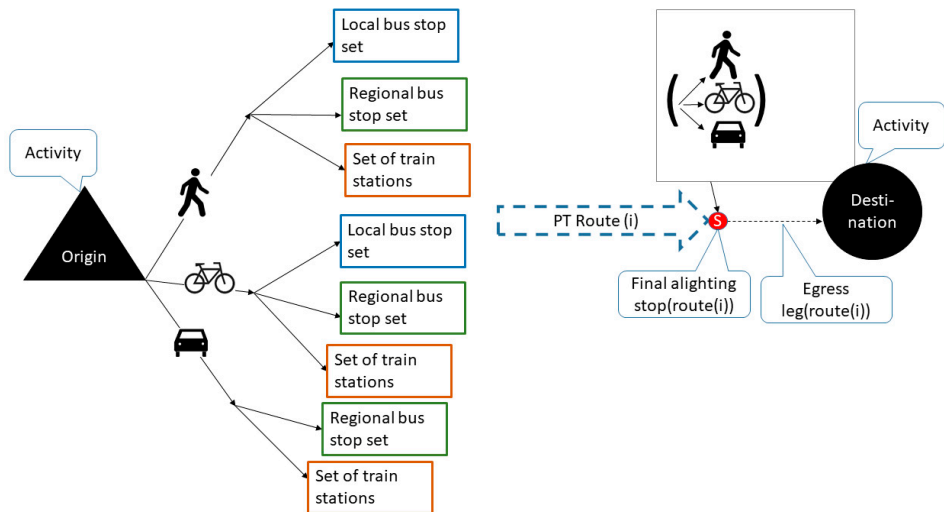 Activity
Origin
Local bus stop
set
Regional bus
stop set
Set of train
stations
Local bus stop
set
Regional bus
stop set
Set of train
stations
Regional bus
stop set
Set of train
stations
Activity
Desti-
nation
PT Route (i)
S
Final alighting
stop(route(i))
Egress
leg(route(i))